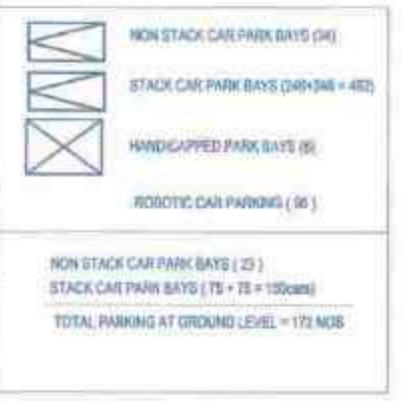 NON STACK CAR PARK BAYS (34)
STACK CAR PARK BAYS (246+246 = 492)
HANDICAPPED PARK BAYS (6)
ROBOTIC CAR PARKING ( 96 )
NON STACK CAR PARK BAYS ( 23 )
STACK CAR PARK BAYS ( 75 + 75 = 150cars)
TOTAL PARKING AT GROUND LEVEL = 173 NOS